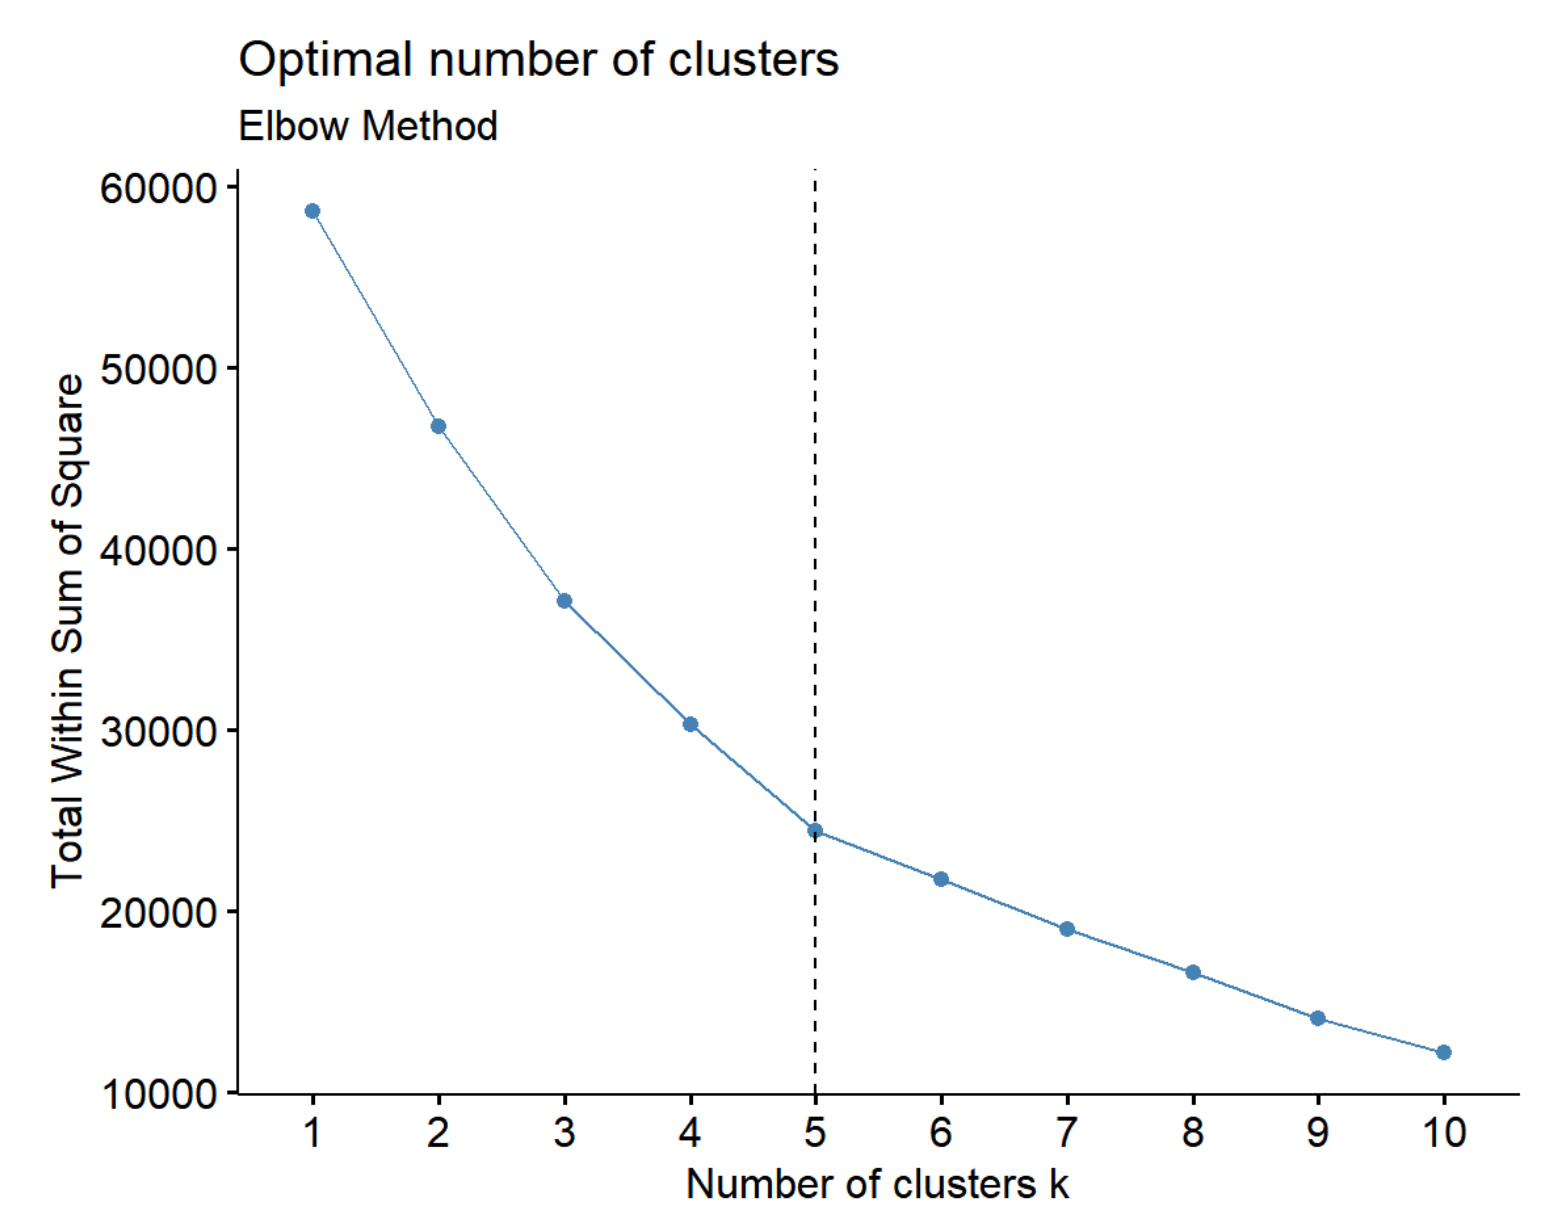 Optimal number of clusters
Elbow Method
Total Within Sum of Square
60000
50000
40000
30000
20000
10000
1 2 3 4 5 6 7 8 9 10
Number of clusters k